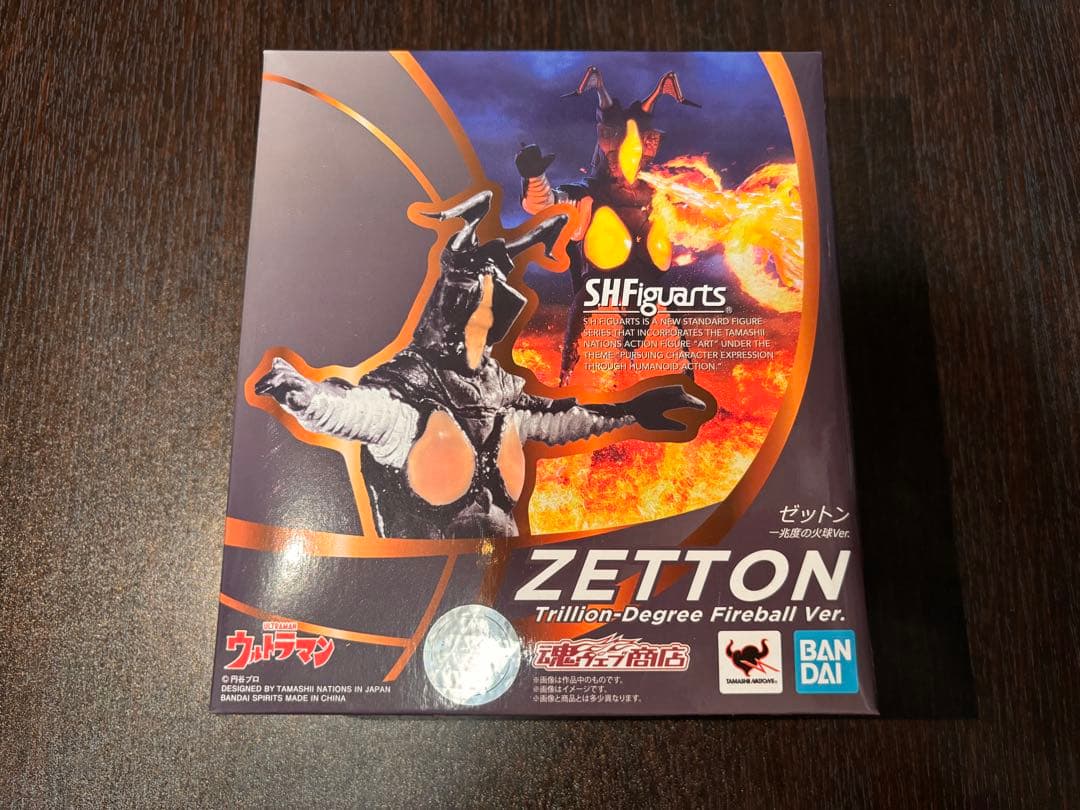 S.H.Figuarts®
S.H.FIGUARTS IS A NEW STANDARD FIGURE
SERIES THAT INCORPORATES THE TAMASHII
NATIONS ACTION FIGURE "ART" UNDER THE
THEME "PURSUING CHARACTER EXPRESSION
THROUGH HUMANOID ACTION."
ゼットン
一兆度の火球Ver.
ZETTON
Trillion-Degree Fireball Ver.
ULTRAMAN
ウルトラマン
© 円谷プロ
DESIGNED BY TAMASHII NATIONS IN JAPAN
BANDAI SPIRITS MADE IN CHINA
魂ウェブ商店
※画像は作品中のものです。
※画像はイメージです。
※画像と商品とは多少異なります。
TAMASHII NATIONS®
BAN
DAI